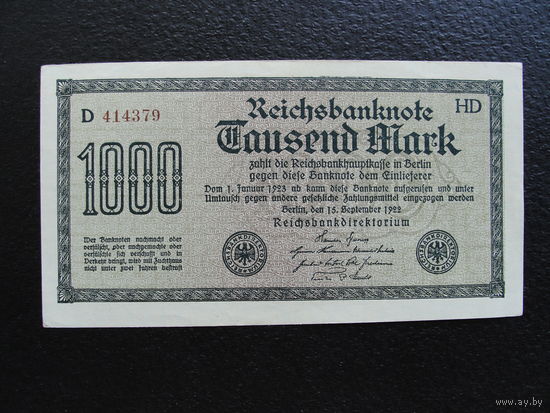 D 414379
HD
Reichsbanknote
1000
Tausend Mark
zahlt die Reichsbankhauptkasse in Berlin
gegen diese Banknote dem Einlieferer
Vom 1. Januar 1923 ab kann diese Banknote aufgerufen und unter
Umtausch gegen andere gesetzliche Zahlungsmittel eingezogen werden
Berlin, den 15. September 1922
Reichsbankdirektorium
Wer Banknoten nachmacht oder
verfälscht, oder nachgemachte oder
verfälschte sich verschafft und in
Verkehr bringt, wird mit Zuchthaus
nicht unter zwei Jahren bestraft
www.ay.by